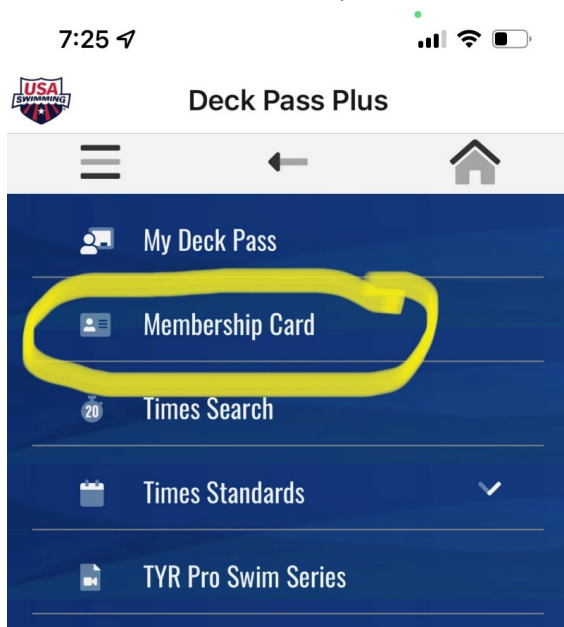 7:25
USA
SWIMMING
Deck Pass Plus
My Deck Pass
Membership Card
20
Times Search
Times Standards
TYR Pro Swim Series